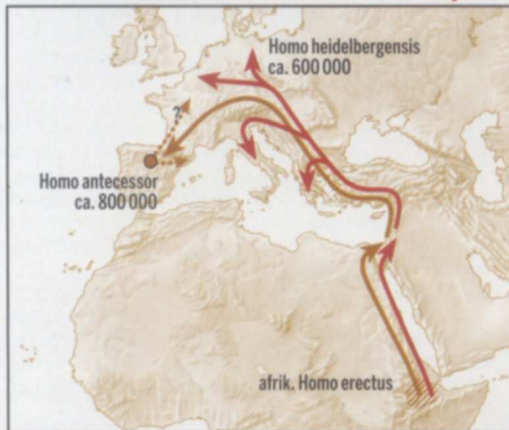 Homo heidelbergensis
ca. 600 000
?
Homo antecessor
ca. 800 000
afrik. Homo erectus